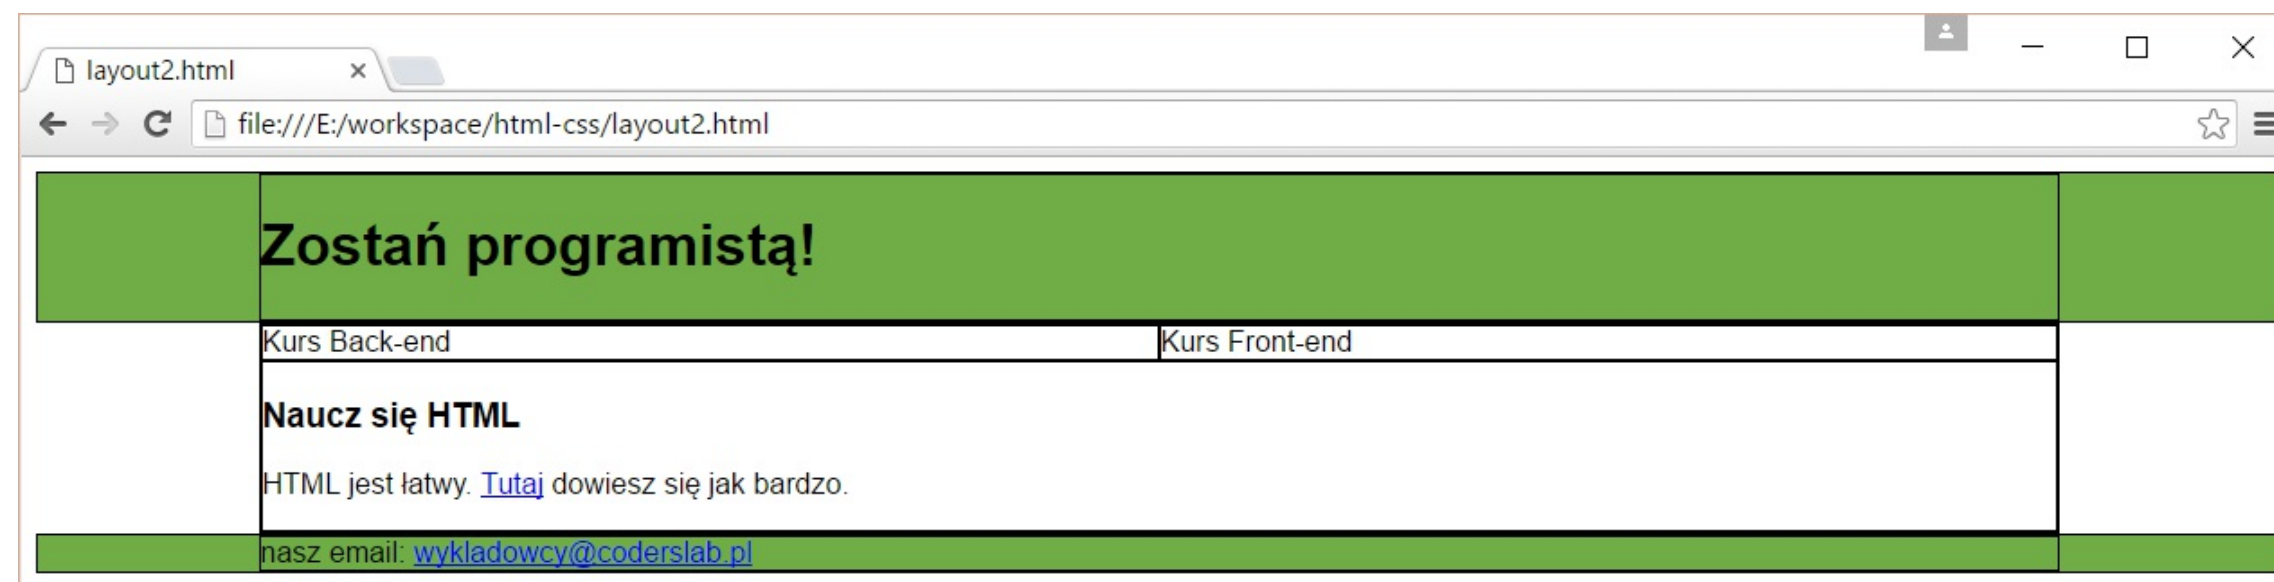 layout2.html
file:///E:/workspace/html-css/layout2.html
Zostań programistą!
Kurs Back-end
Kurs Front-end
Naucz się HTML
HTML jest łatwy. Tutaj dowiesz się jak bardzo.
nasz email: wykladowcy@coderslab.pl